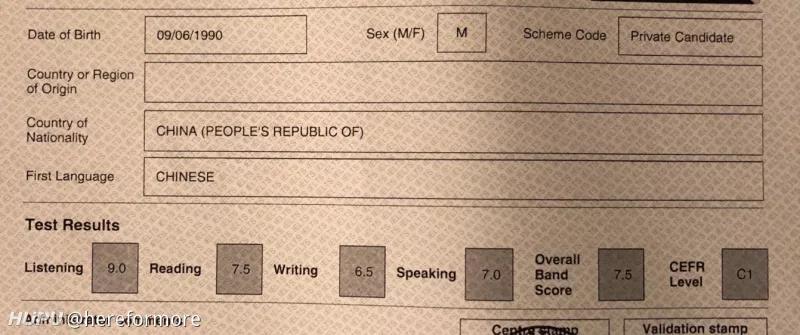 Date of Birth 09/06/1990 Sex (M/F) M Scheme Code Private Candidate
Country or Region
of Origin
Country of
Nationality CHINA (PEOPLE'S REPUBLIC OF)
First Language CHINESE
Test Results
Listening 9.0 Reading 7.5 Writing 6.5 Speaking 7.0 Overall Band Score 7.5 CEFR Level C1
@hereformore
Centre stamp Validation stamp